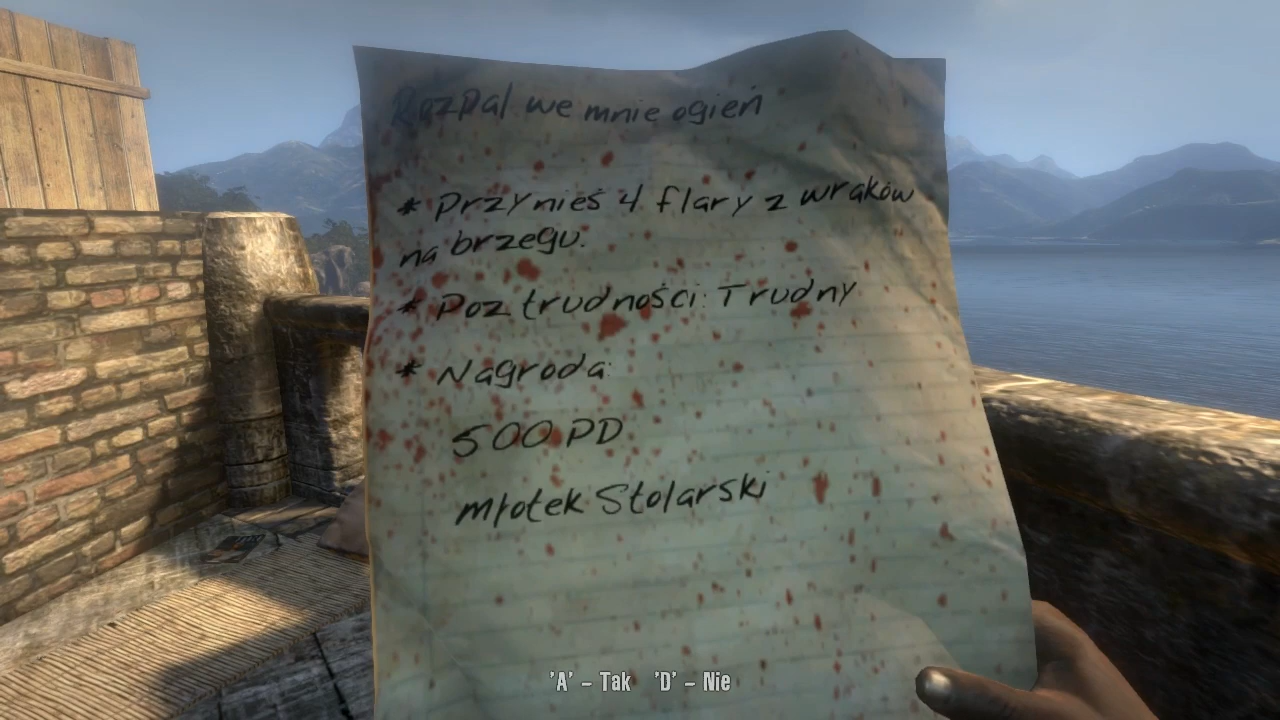 Rozpal we mnie ogień
* Przynieś 4 flary z wraków
na brzegu.
* Poz trudności: Trudny
* Nagroda:
500 PD
młotek Stolarski
'A' – Tak 'D' – Nie